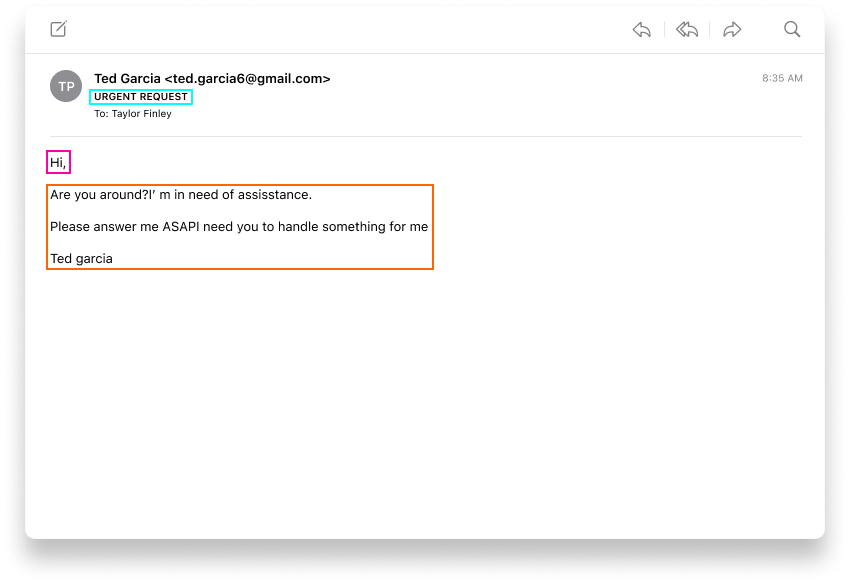 TP
Ted Garcia <ted.garcia6@gmail.com>
8:35 AM
URGENT REQUEST
To: Taylor Finley
Hi,
Are you around?I’ m in need of assisstance.
Please answer me ASAPI need you to handle something for me
Ted garcia